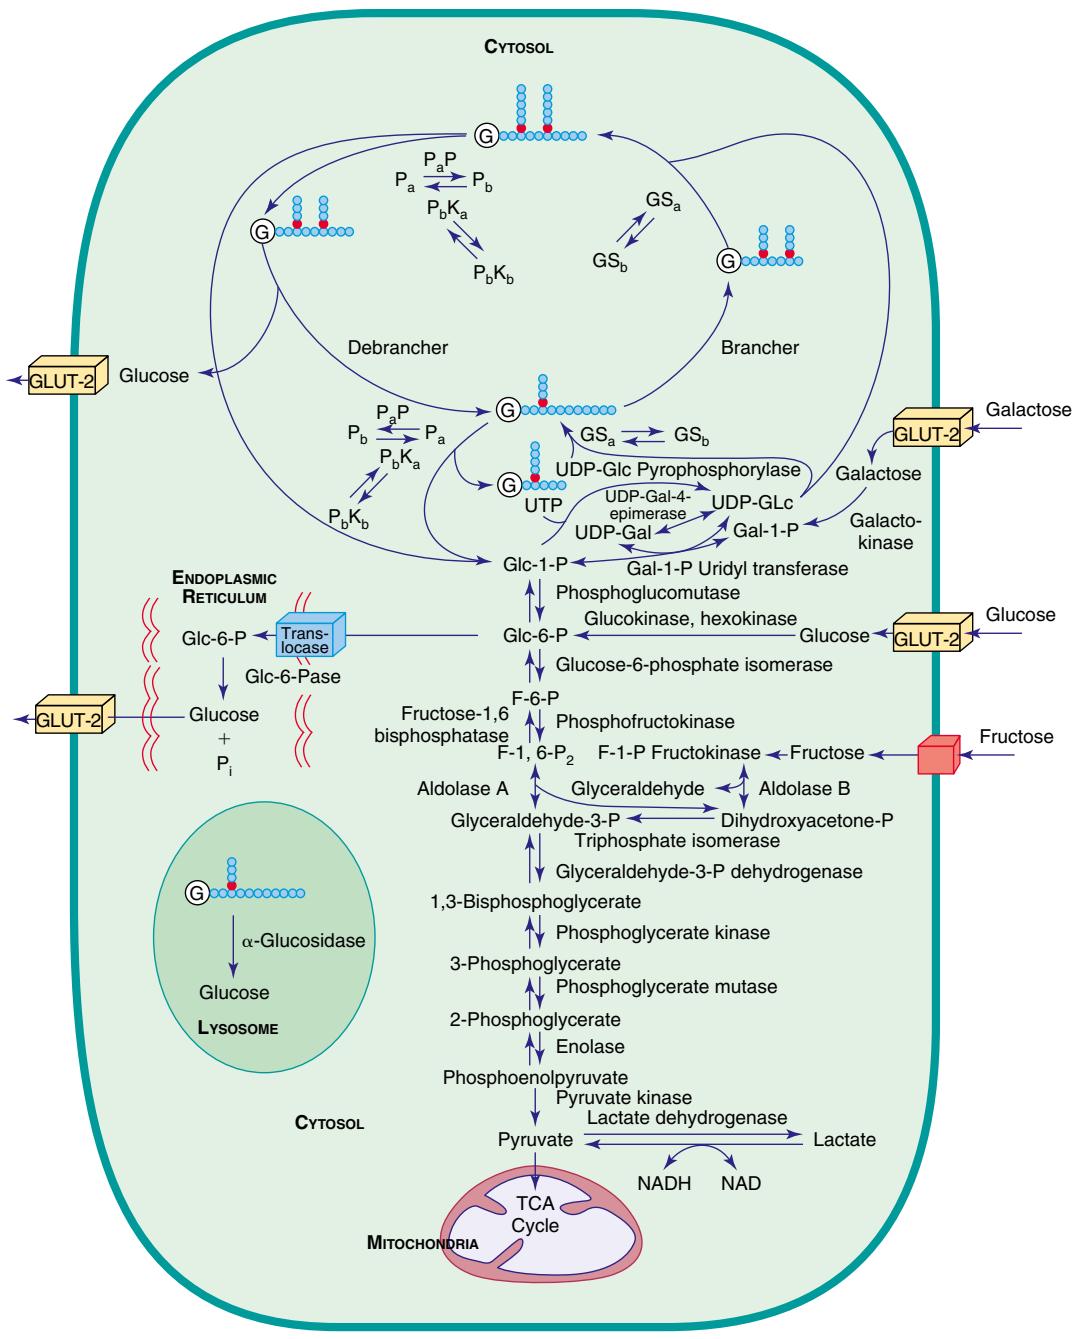 CYTOSOL
G
PaP
Pa Pb
PbKa
PbKb
GSa
GSb
G
G
Debrancher
Brancher
GLUT-2
Glucose
G
PaP
Pb Pa
PbKa
PbKb
GSa GSb
G
UTP
UDP-Glc Pyrophosphorylase
UDP-Gal-4-
epimerase
UDP-GLc
UDP-Gal
Gal-1-P
GLUT-2
Galactose
Galactose
Galacto-
kinase
Glc-1-P
Gal-1-P Uridyl transferase
Phosphoglucomutase
ENDOPLASMIC
RETICULUM
Glc-6-P
Trans-
locase
Glc-6-Pase
Glc-6-P
Glucokinase, hexokinase
Glucose
GLUT-2
Glucose
Glucose-6-phosphate isomerase
GLUT-2
Glucose
+
Pi
F-6-P
Fructose-1,6
bisphosphatase
Phosphofructokinase
F-1, 6-P2
F-1-P Fructokinase
Fructose
Fructose
Aldolase A
Glyceraldehyde
Aldolase B
Glyceraldehyde-3-P
Dihydroxyacetone-P
Triphosphate isomerase
Glyceraldehyde-3-P dehydrogenase
1,3-Bisphosphoglycerate
Phosphoglycerate kinase
3-Phosphoglycerate
Phosphoglycerate mutase
2-Phosphoglycerate
Enolase
Phosphoenolpyruvate
Pyruvate kinase
Lactate dehydrogenase
Pyruvate
Lactate
NADH
NAD
G
α-Glucosidase
Glucose
LYSOSOME
CYTOSOL
TCA
Cycle
MITOCHONDRIA